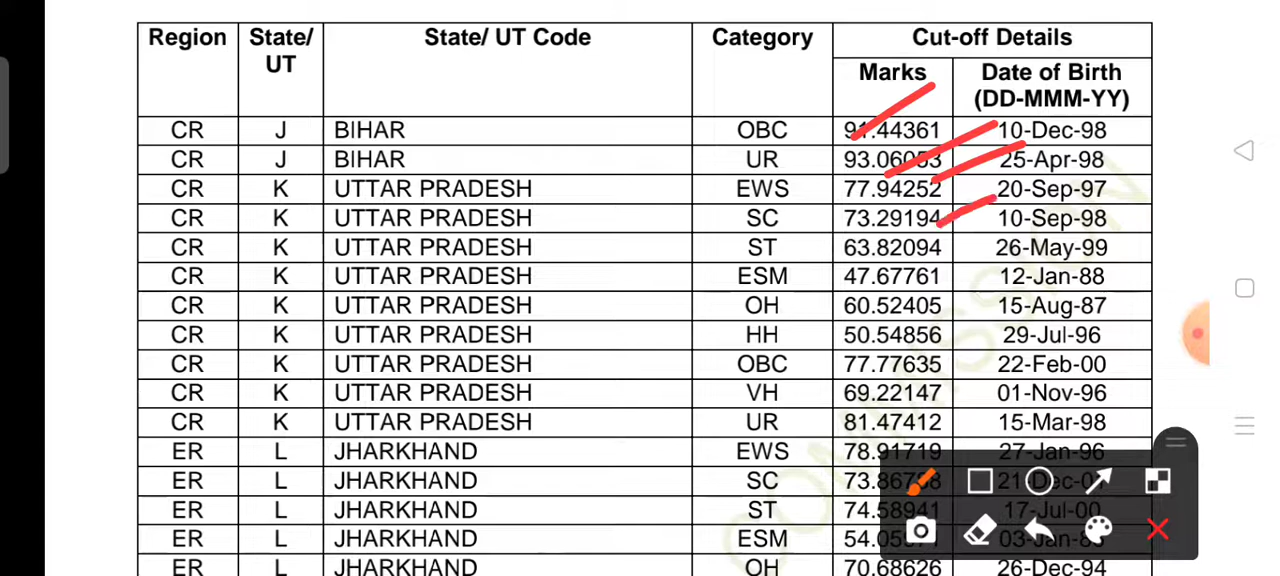 Region State/ UT State/ UT Code Category Cut-off Details
Marks Date of Birth (DD-MMM-YY)
CR J BIHAR OBC 91.44361 10-Dec-98
CR J BIHAR UR 93.06053 25-Apr-98
CR K UTTAR PRADESH EWS 77.94252 20-Sep-97
CR K UTTAR PRADESH SC 73.29194 10-Sep-98
CR K UTTAR PRADESH ST 63.82094 26-May-99
CR K UTTAR PRADESH ESM 47.67761 12-Jan-88
CR K UTTAR PRADESH OH 60.52405 15-Aug-87
CR K UTTAR PRADESH HH 50.54856 29-Jul-96
CR K UTTAR PRADESH OBC 77.77635 22-Feb-00
CR K UTTAR PRADESH VH 69.22147 01-Nov-96
CR K UTTAR PRADESH UR 81.47412 15-Mar-98
ER L JHARKHAND EWS 78.91719 27-Jan-96
ER L JHARKHAND SC
ER L JHARKHAND ST 74.58941 17-Jul-00
ER L JHARKHAND ESM
ER L JHARKHAND OH 70.68626 26-Dec-94
COMMISSION